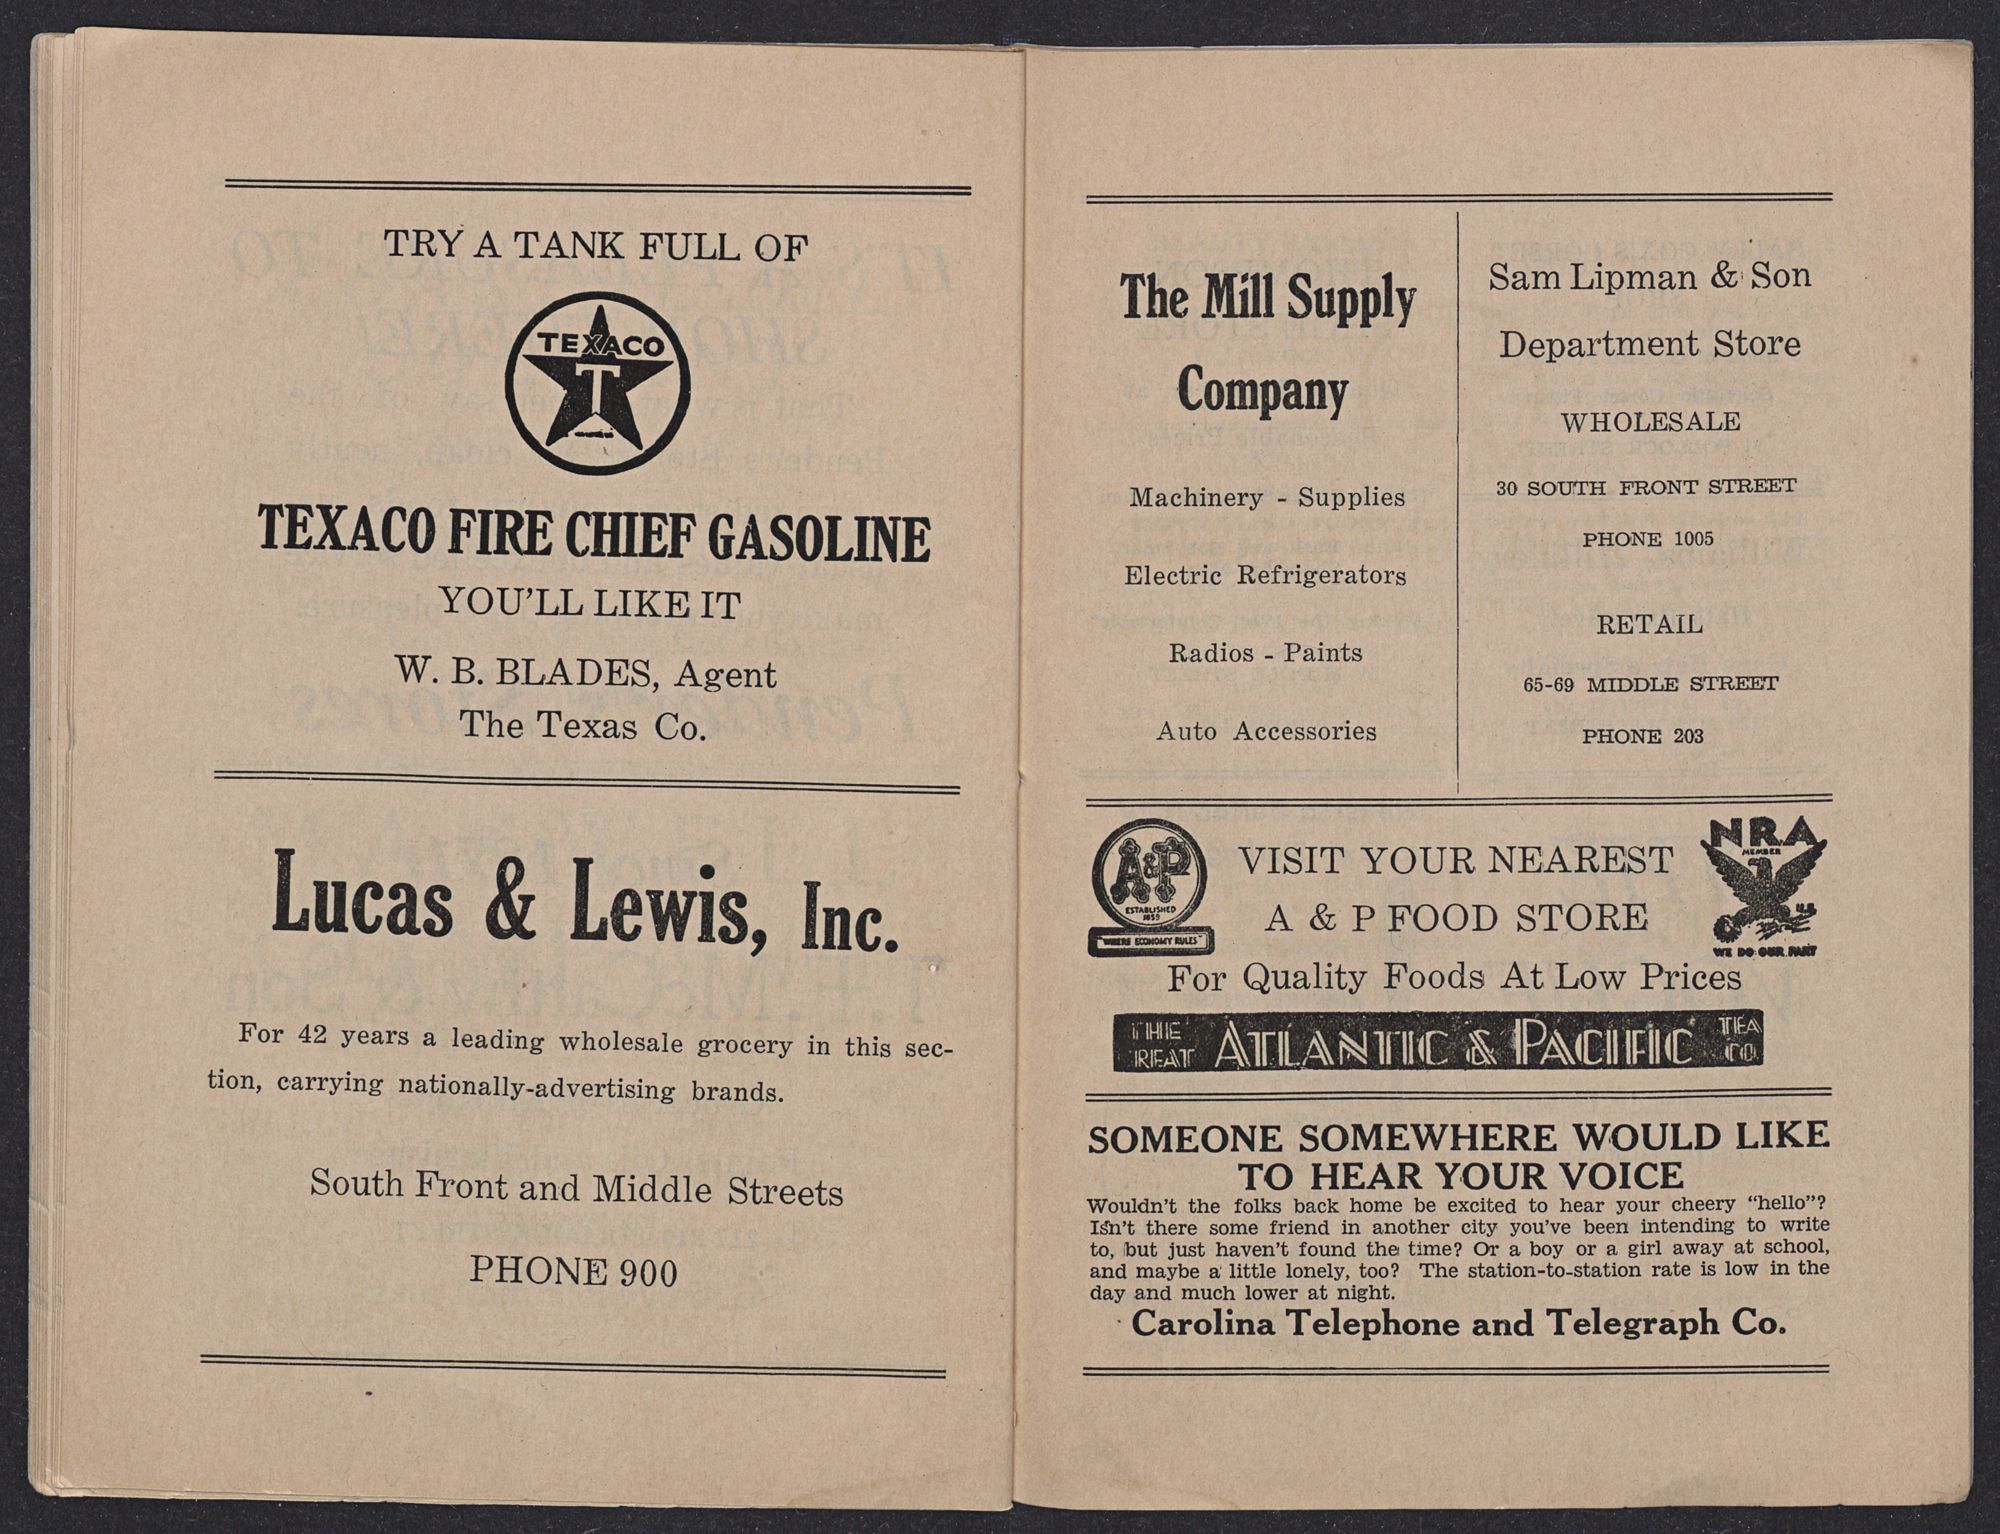 TRY A TANK FULL OF
TEXACO
T
TEXACO FIRE CHIEF GASOLINE
YOU'LL LIKE IT
W. B. BLADES, Agent
The Texas Co.
Lucas & Lewis, Inc.
For 42 years a leading wholesale grocery in this sec-
tion, carrying nationally-advertising brands.
South Front and Middle Streets
PHONE 900
The Mill Supply
Company
Machinery - Supplies
Electric Refrigerators
Radios - Paints
Auto Accessories
Sam Lipman & Son
Department Store
WHOLESALE
30 SOUTH FRONT STREET
PHONE 1005
RETAIL
65-69 MIDDLE STREET
PHONE 203
A&P
ESTABLISHED
1859
"WHERE ECONOMY RULES"
VISIT YOUR NEAREST
A & P FOOD STORE
NRA
MEMBER
U.S.
WE DO OUR PART
For Quality Foods At Low Prices
THE
REAT
ATLANTIC & PACIFIC
TEA
CO.
SOMEONE SOMEWHERE WOULD LIKE
TO HEAR YOUR VOICE
Wouldn't the folks back home be excited to hear your cheery "hello"?
Isn't there some friend in another city you've been intending to write
to, but just haven't found the time? Or a boy or a girl away at school,
and maybe a little lonely, too? The station-to-station rate is low in the
day and much lower at night.
Carolina Telephone and Telegraph Co.